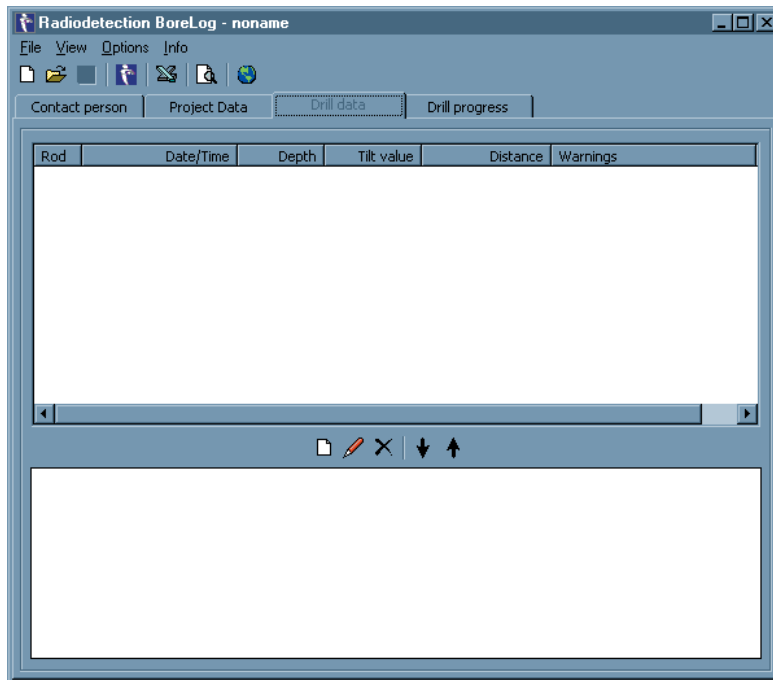 Radiodetection BoreLog - noname
File View Options Info
Contact person Project Data Drill data Drill progress
Rod Date/Time Depth Tilt value Distance Warnings